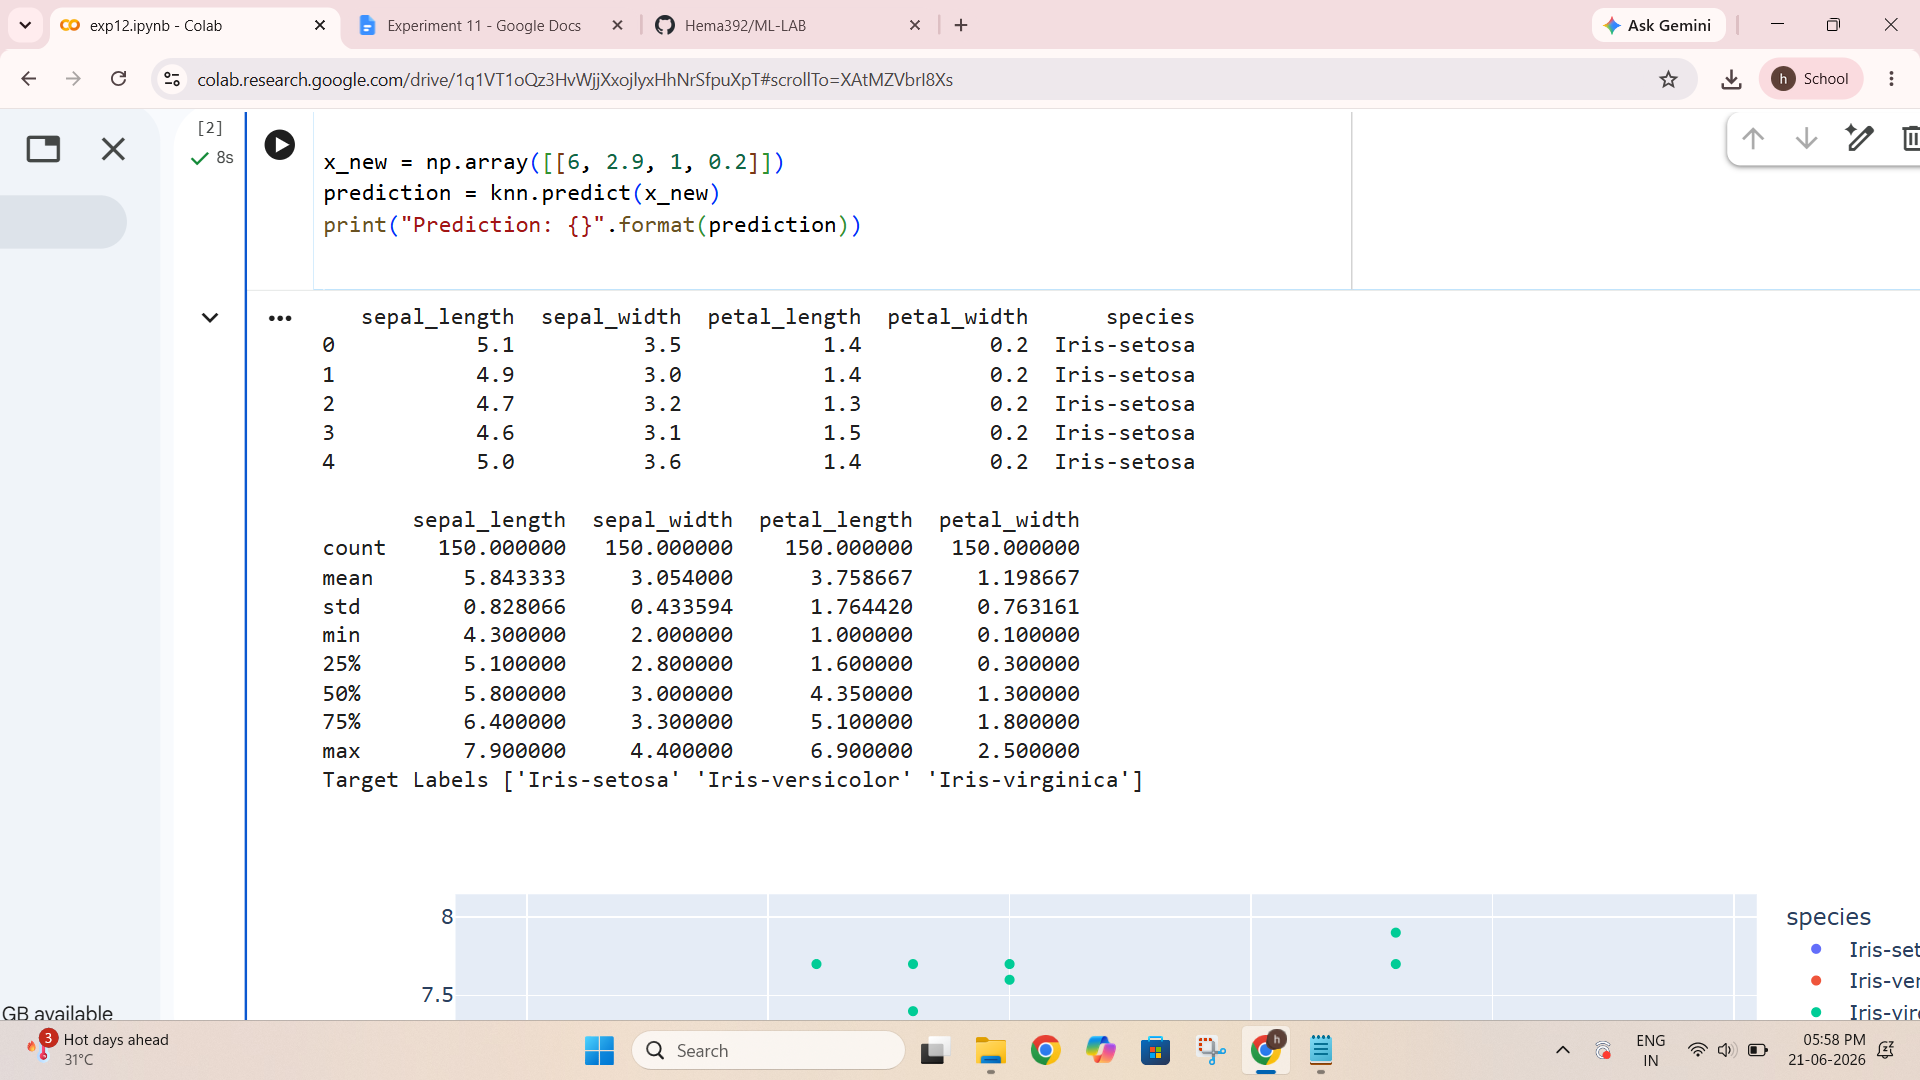 exp12.ipynb - Colab
Experiment 11 - Google Docs
Hema392/ML-LAB
Ask Gemini
colab.research.google.com/drive/1q1VT1oQz3HvWjjXxojlyxHhNrSfpuXpT#scrollTo=XAtMZVbrI8Xs
h School
[2]
8s
x_new = np.array([[6, 2.9, 1, 0.2]])
prediction = knn.predict(x_new)
print("Prediction: {}".format(prediction))
sepal_length sepal_width petal_length petal_width species
0 5.1 3.5 1.4 0.2 Iris-setosa
1 4.9 3.0 1.4 0.2 Iris-setosa
2 4.7 3.2 1.3 0.2 Iris-setosa
3 4.6 3.1 1.5 0.2 Iris-setosa
4 5.0 3.6 1.4 0.2 Iris-setosa
sepal_length sepal_width petal_length petal_width
count 150.000000 150.000000 150.000000 150.000000
mean 5.843333 3.054000 3.758667 1.198667
std 0.828066 0.433594 1.764420 0.763161
min 4.300000 2.000000 1.000000 0.100000
25% 5.100000 2.800000 1.600000 0.300000
50% 5.800000 3.000000 4.350000 1.300000
75% 6.400000 3.300000 5.100000 1.800000
max 7.900000 4.400000 6.900000 2.500000
Target Labels ['Iris-setosa' 'Iris-versicolor' 'Iris-virginica']
8
7.5
species
Iris-set
Iris-ver
Iris-virg
GB available
3
Hot days ahead
31°C
Search
h
ENG
IN
05:58 PM
21-06-2026